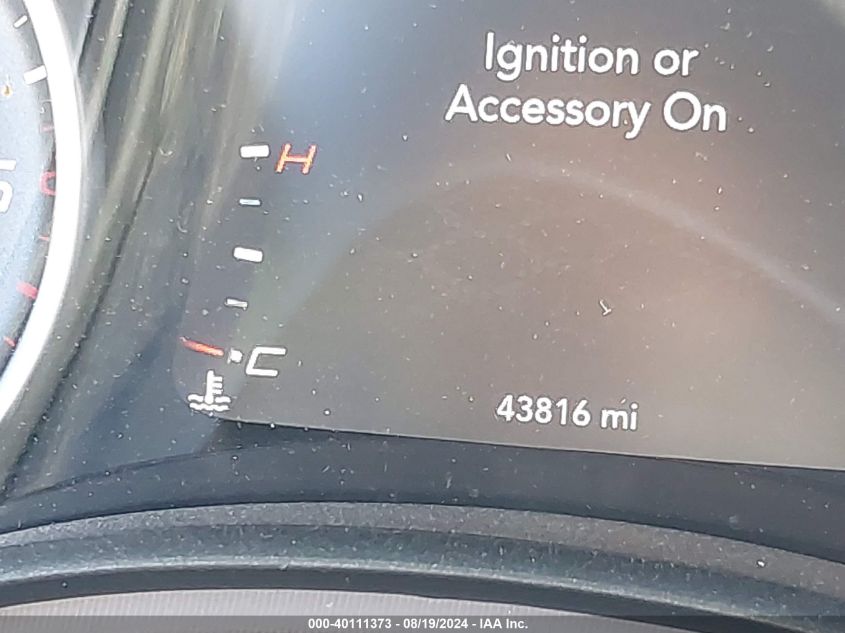 Ignition or
Accessory On
H
C
43816 mi
000-40111373 - 08/19/2024 - IAA Inc.